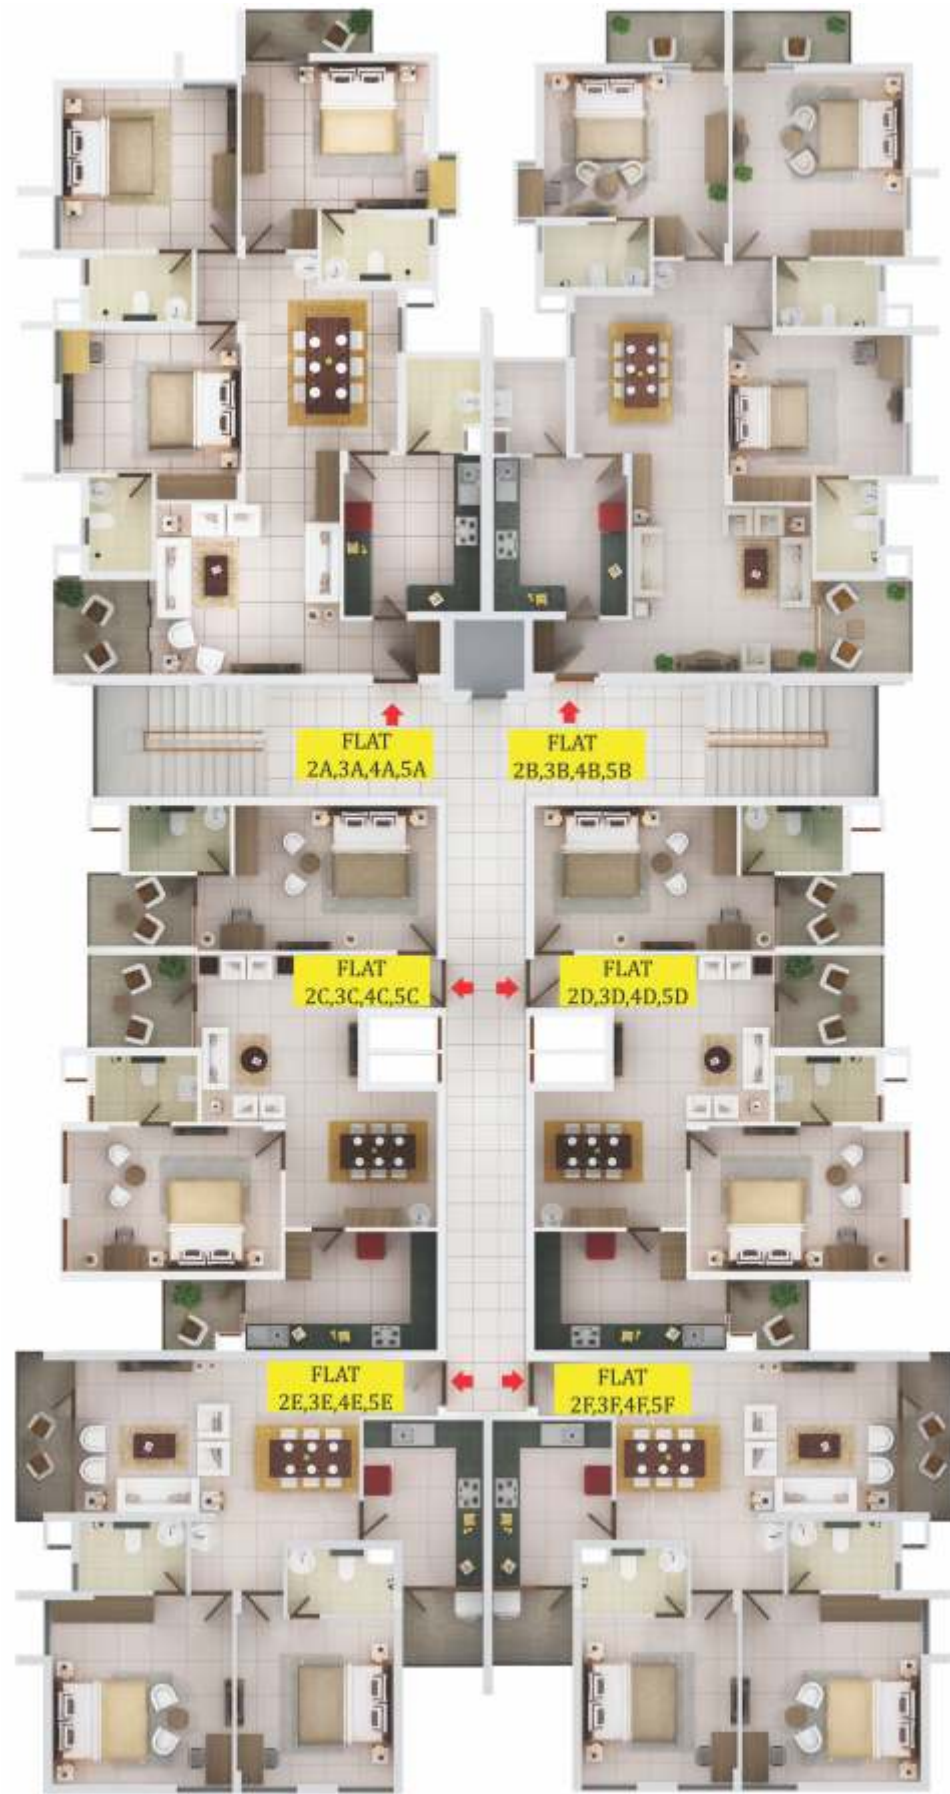 FLAT
2A,3A,4A,5A
FLAT
2B,3B,4B,5B
FLAT
2C,3C,4C,5C
FLAT
2D,3D,4D,5D
FLAT
2E,3E,4E,5E
FLAT
2F,3F,4F,5F